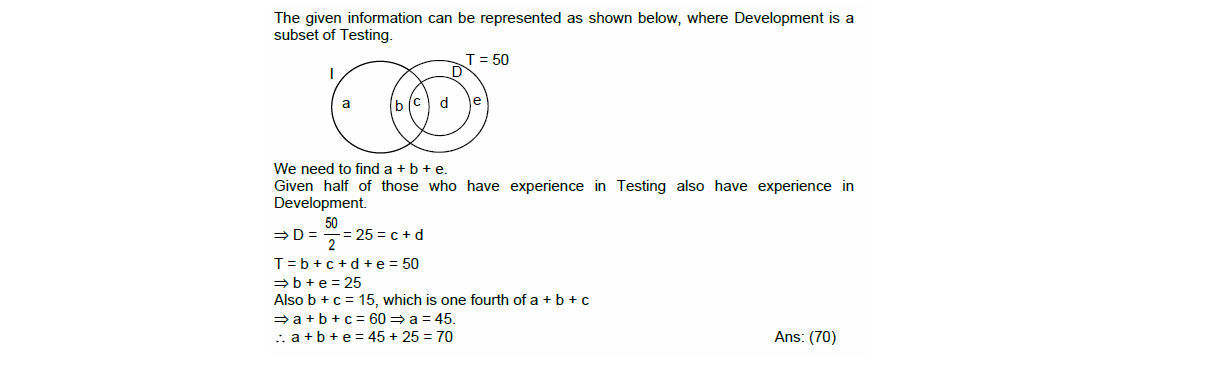 The given information can be represented as shown below, where Development is a
subset of Testing.
T = 50
I
D
a
b
c
d
e
We need to find a + b + e.
Given half of those who have experience in Testing also have experience in
Development.
⇒ D = 50/2 = 25 = c + d
T = b + c + d + e = 50
⇒ b + e = 25
Also b + c = 15, which is one fourth of a + b + c
⇒ a + b + c = 60 ⇒ a = 45.
∴ a + b + e = 45 + 25 = 70 Ans: (70)